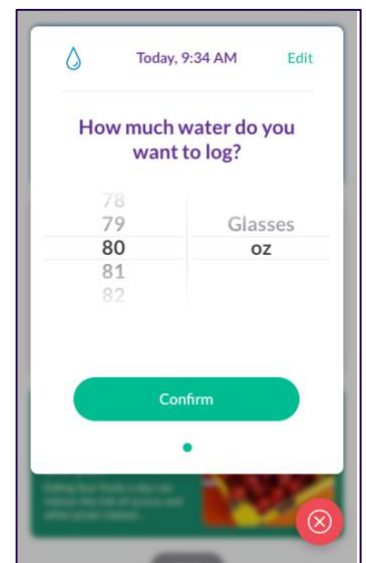 Today, 9:34 AM Edit
How much water do you
want to log?
78
79
80
81
82
Glasses
oz
Confirm